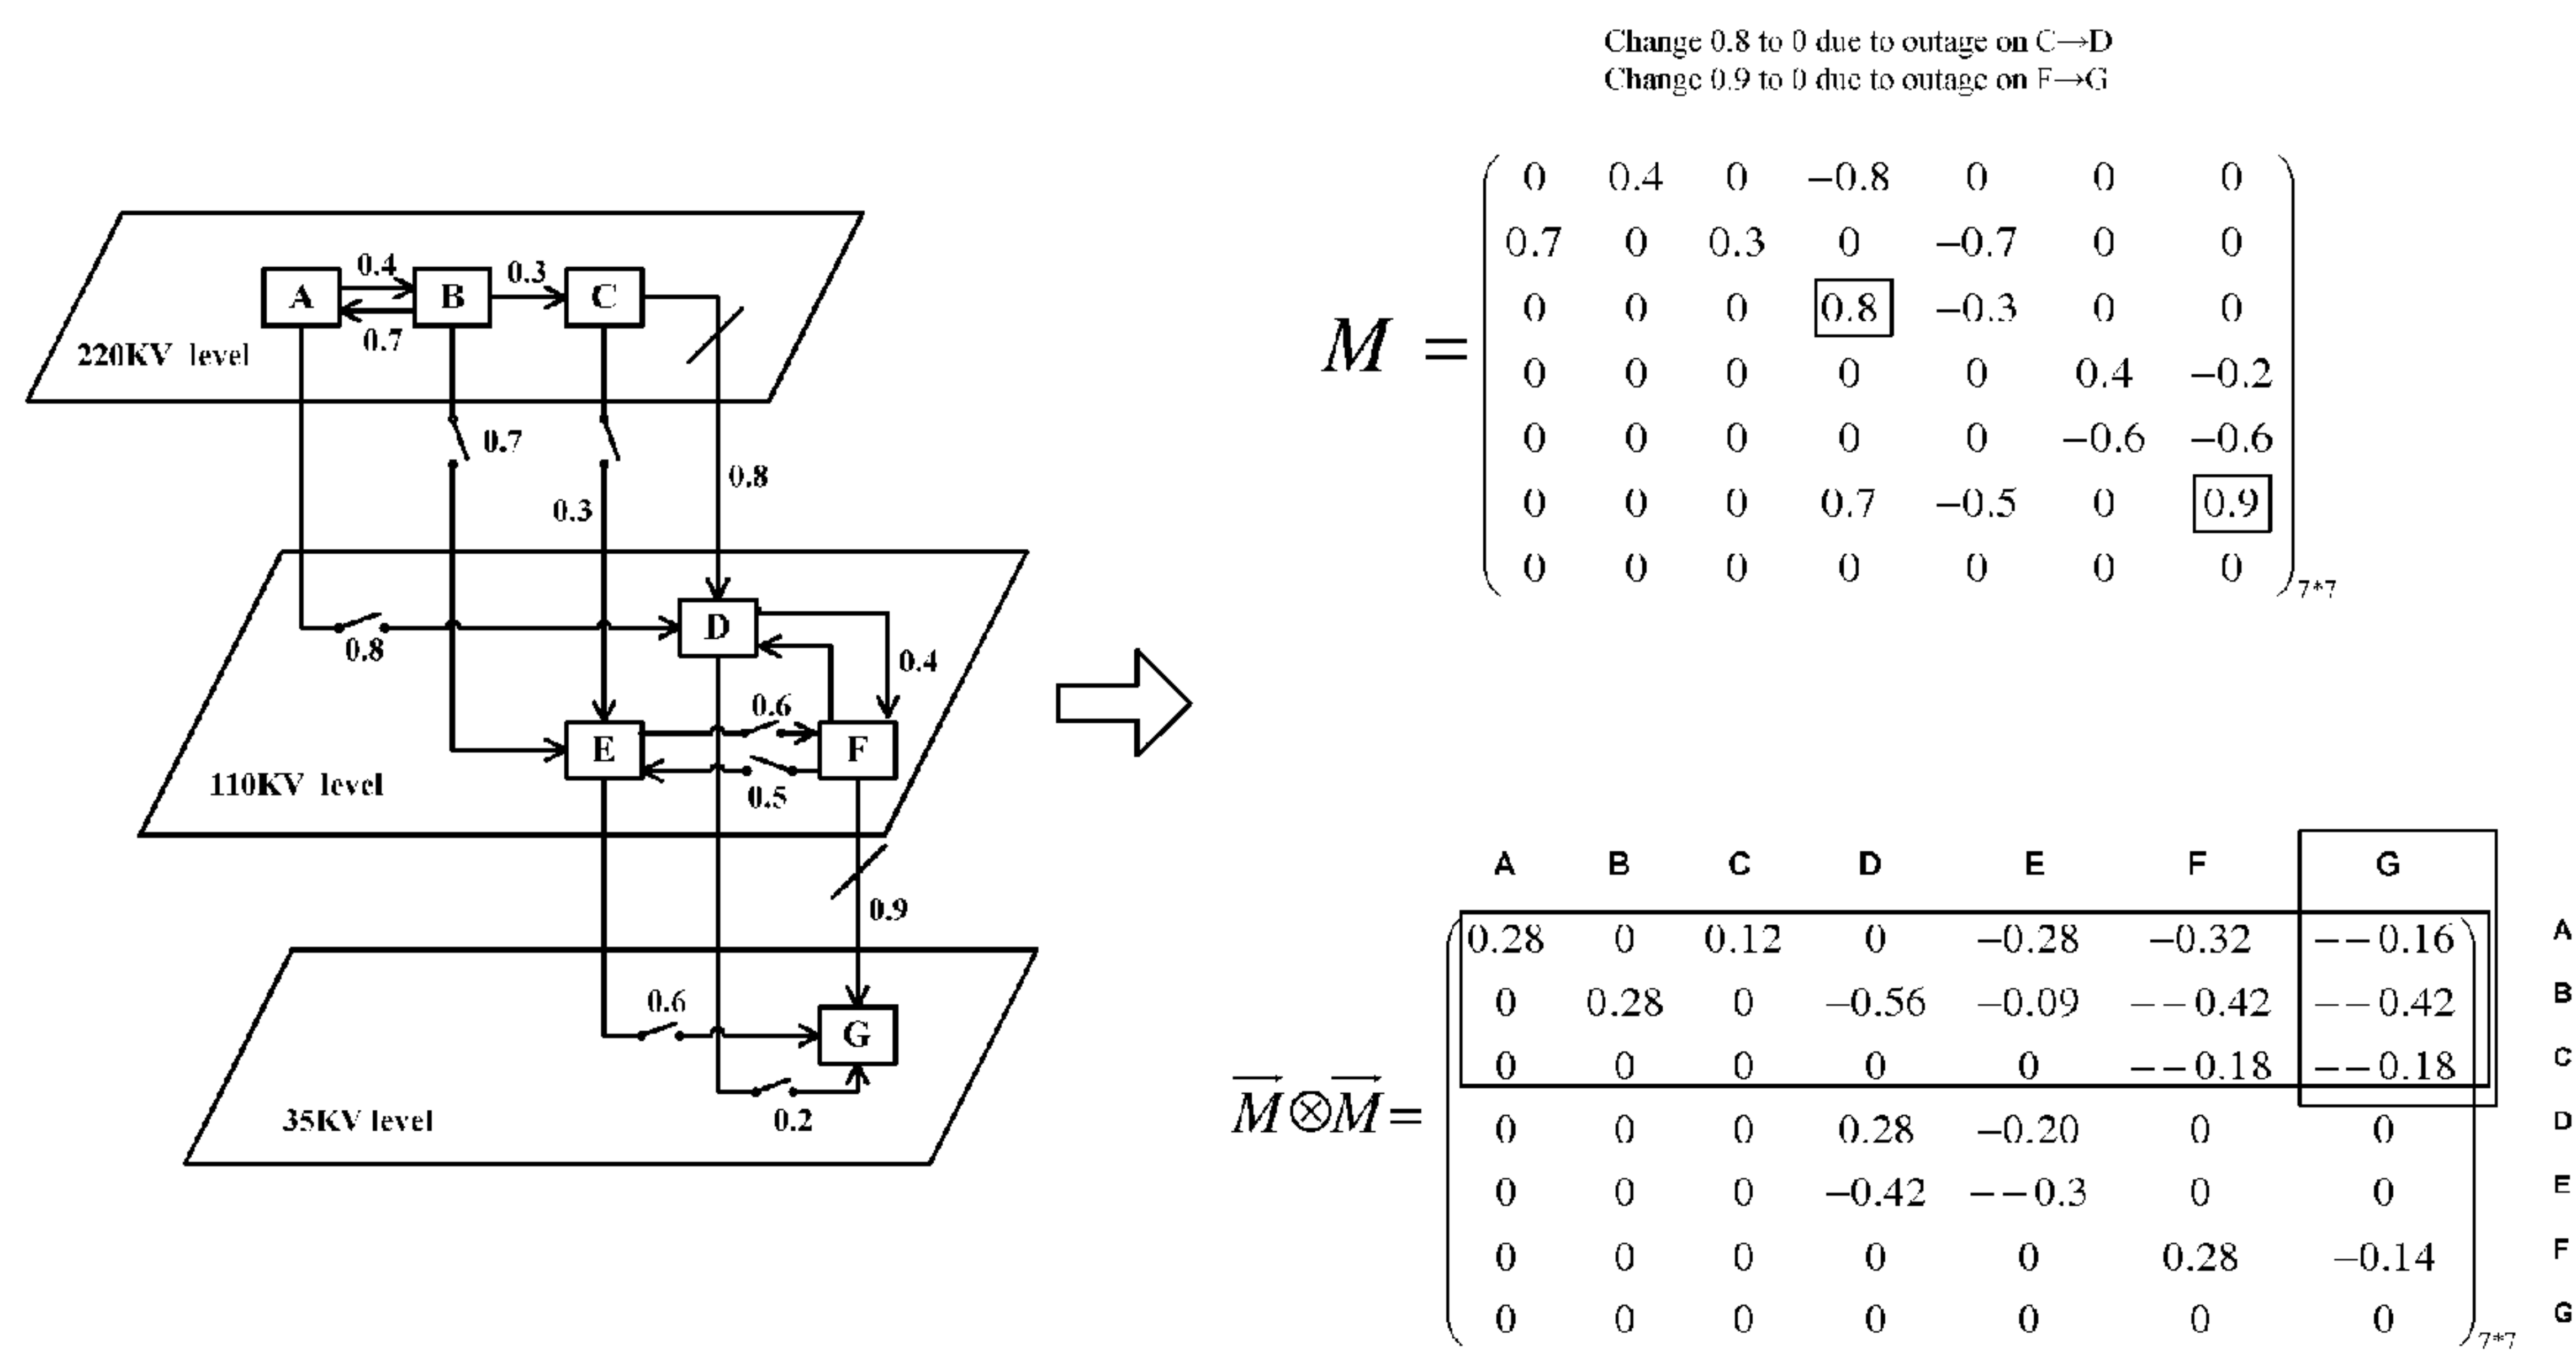 Change 0.8 to 0 due to outage on C→D
Change 0.9 to 0 due to outage on F→G
A 0.4 B 0.3 C
0.7
220KV level
0.7
0.3
0.8
D
0.8
0.4
E 0.6 F
0.5
110KV level
0.9
0.6
G
0.2
35KV level
M =
0 0.4 0 −0.8 0 0 0
0.7 0 0.3 0 −0.7 0 0
0 0 0 0.8 −0.3 0 0
0 0 0 0 0 0.4 −0.2
0 0 0 0 0 −0.6 −0.6
0 0 0 0.7 −0.5 0 0.9
0 0 0 0 0 0 0
7*7
M⊗M=
A B C D E F G
0.28 0 0.12 0 −0.28 −0.32 −−0.16 A
0 0.28 0 −0.56 −0.09 −−0.42 −−0.42 B
0 0 0 0 0 −−0.18 −−0.18 C
0 0 0 0.28 −0.20 0 0 D
0 0 0 −0.42 −−0.3 0 0 E
0 0 0 0 0 0.28 −0.14 F
0 0 0 0 0 0 0 G
7*7